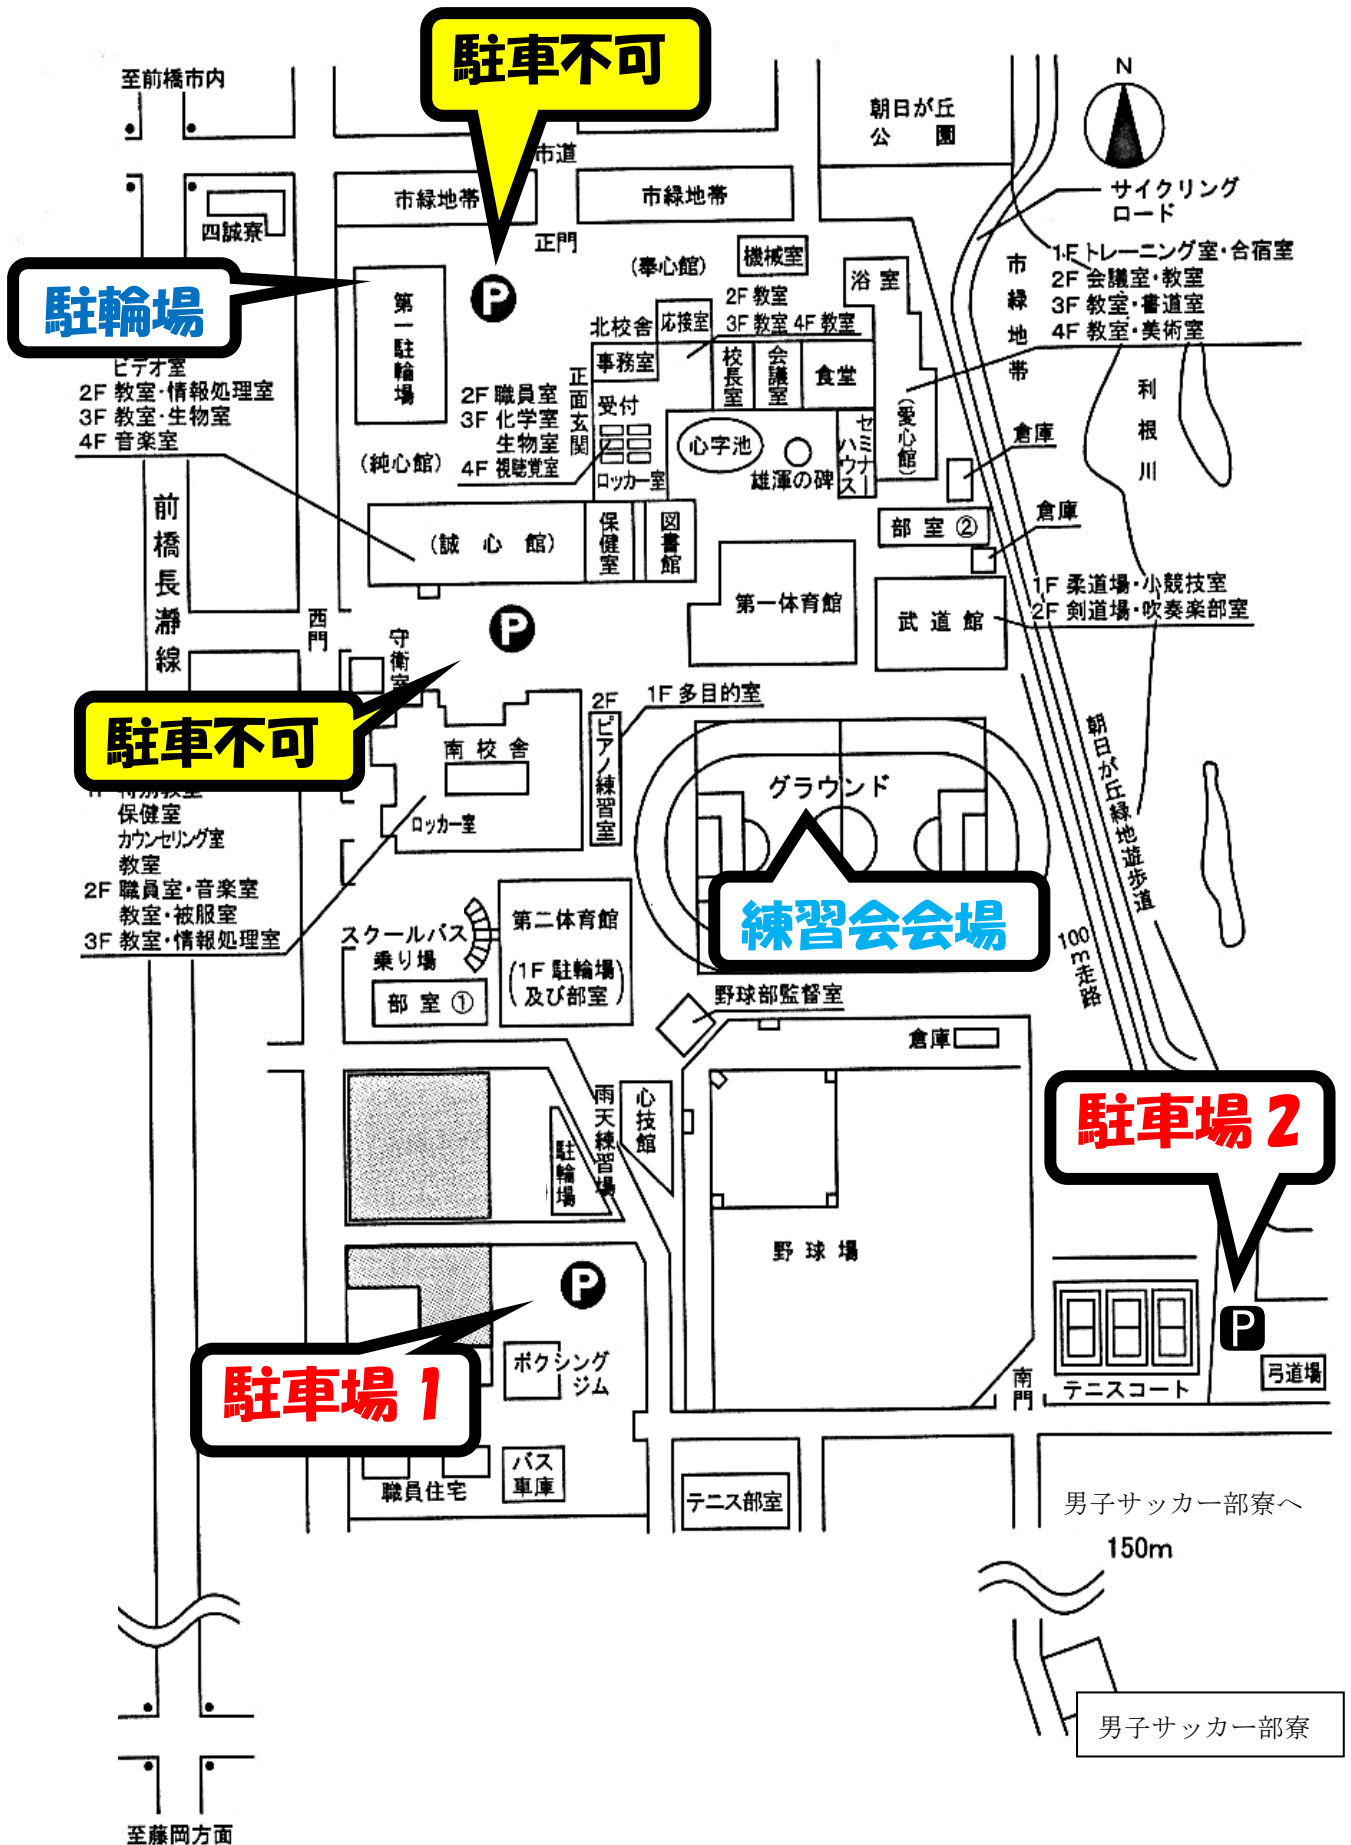 駐車不可
至前橋市内
朝日が丘
公園
N
市道
サイクリング
ロード
市緑地帯
市緑地帯
四誠寮
正門
機械室
(奉心館)
浴室
市緑地帯
1F トレーニング室・合宿室
2F 会議室・教室
3F 教室・書道室
4F 教室・美術室
駐輪場
P
第一駐輪場
2F 教室
3F 教室 4F 教室
北校舎
応接室
事務室
校長室
会議室
食堂
利根川
ビデオ室
2F 教室・情報処理室
3F 教室・生物室
4F 音楽室
2F 職員室
3F 化学室
生物室
4F 視聴覚室
正面玄関
受付
ロッカー室
心字池
雄渾の碑
セミナーハウス
(愛心館)
倉庫
(純心館)
前橋長瀞線
(誠心館)
保健室
図書館
部室②
倉庫
第一体育館
武道館
1F 柔道場・小競技室
2F 剣道場・吹奏楽部室
西門
守衛室
P
駐車不可
2F ピアノ練習室
1F 多目的室
南校舎
ロッカー室
グラウンド
朝日が丘緑地遊歩道
1F 特別教室
保健室
カウンセリング室
教室
2F 職員室・音楽室
教室・被服室
3F 教室・情報処理室
練習会会場
スクールバス
乗り場
第二体育館
(1F 駐輪場
及び部室)
部室①
100m走路
野球部監督室
倉庫
雨天練習場
心技館
駐輪場
駐車場2
野球場
P
駐車場1
P
ボクシング
ジム
南門
テニスコート
弓道場
バス
車庫
職員住宅
テニス部室
男子サッカー部寮へ
150m
男子サッカー部寮
至藤岡方面